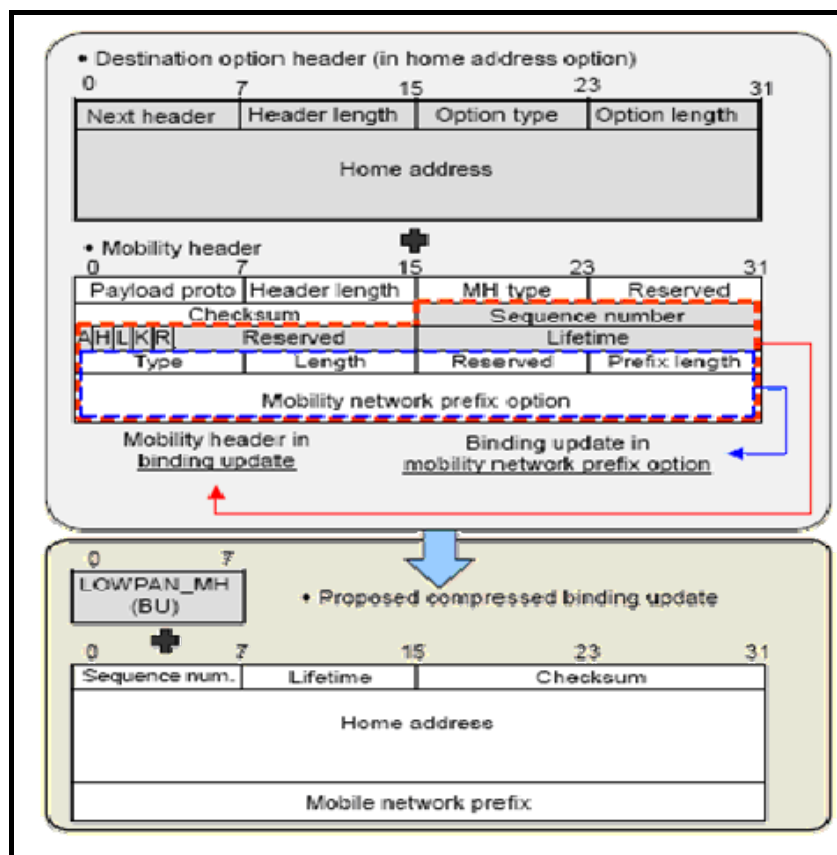 • Destination option header (in home address option)
0 7 15 23 31
Next header Header length Option type Option length
Home address
• Mobility header
0 7 15 23 31
Payload proto Header length MH type Reserved
Checksum Sequence number
A H L K R Reserved Lifetime
Type Length Reserved Prefix length
Mobility network prefix option
Mobility header in
binding update
Binding update in
mobility network prefix option
0 7
LOWPAN_MH
(BU)
• Proposed compressed binding update
0 7 15 23 31
Sequence num. Lifetime Checksum
Home address
Mobile network prefix